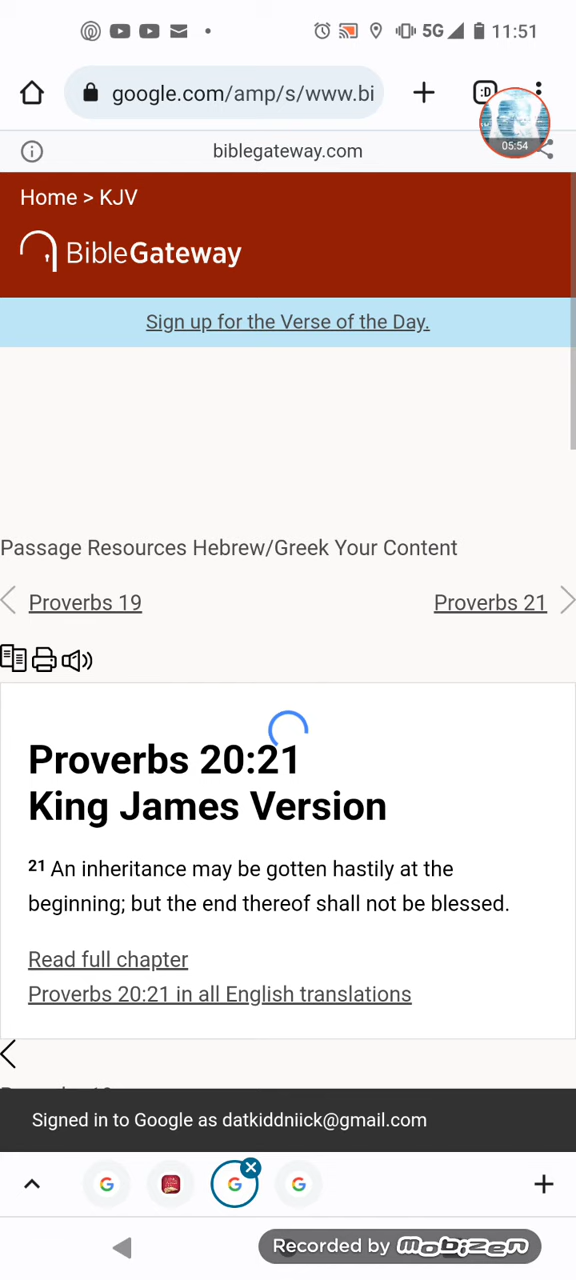 5G 11:51
google.com/amp/s/www.bi
:D
05:54
biblegateway.com
Home > KJV
BibleGateway
Sign up for the Verse of the Day.
Passage Resources Hebrew/Greek Your Content
Proverbs 19 Proverbs 21
Proverbs 20:21
King James Version
21 An inheritance may be gotten hastily at the
beginning; but the end thereof shall not be blessed.
Read full chapter
Proverbs 20:21 in all English translations
Signed in to Google as datkiddniick@gmail.com
Recorded by mobizen